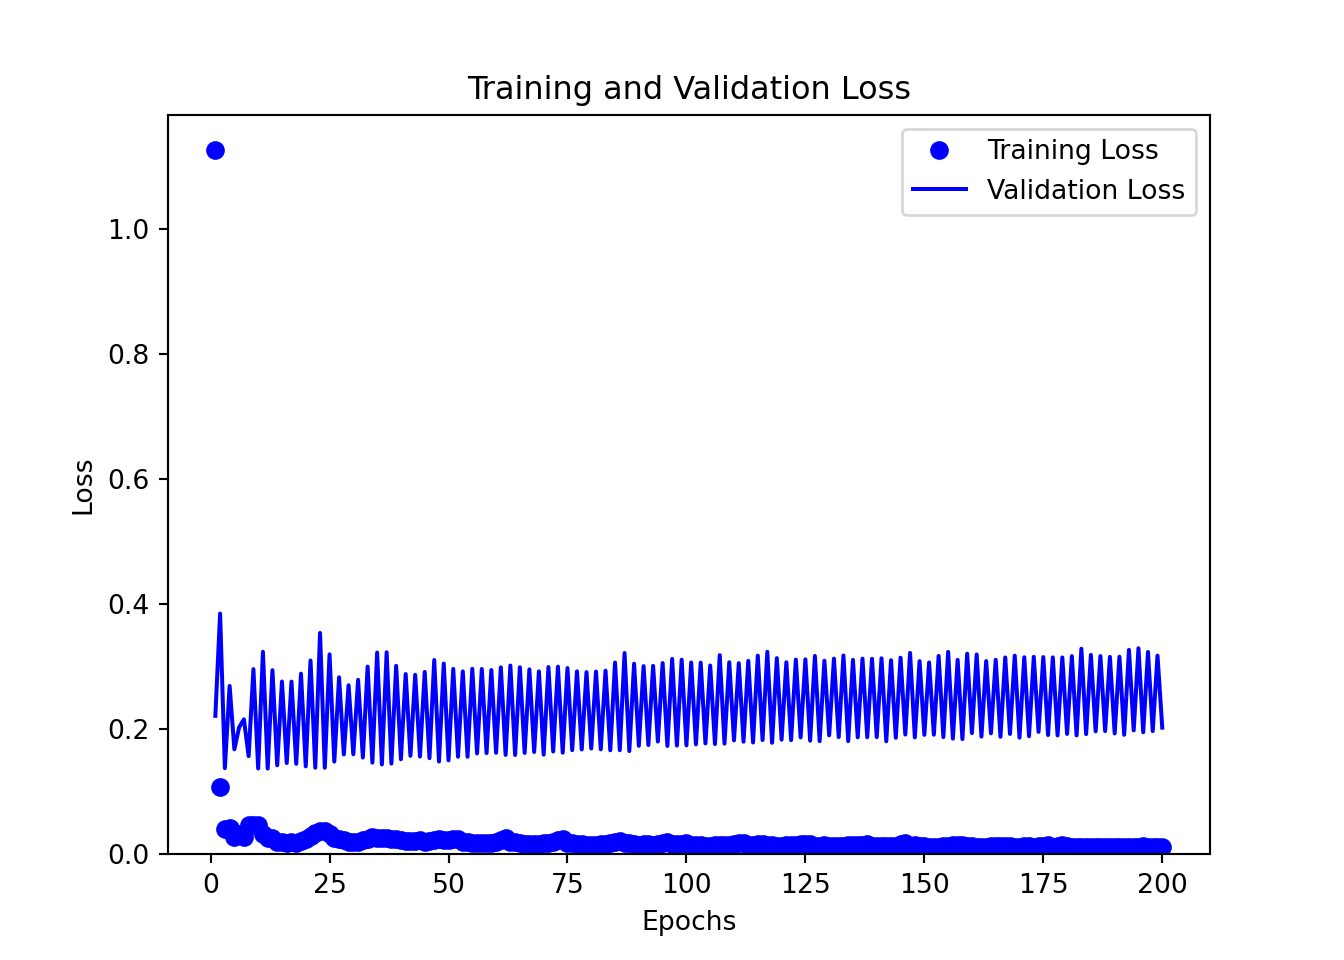 Training and Validation Loss
Training Loss
Validation Loss
1.0
0.8
0.6
0.4
0.2
0.0
Loss
0 25 50 75 100 125 150 175 200
Epochs